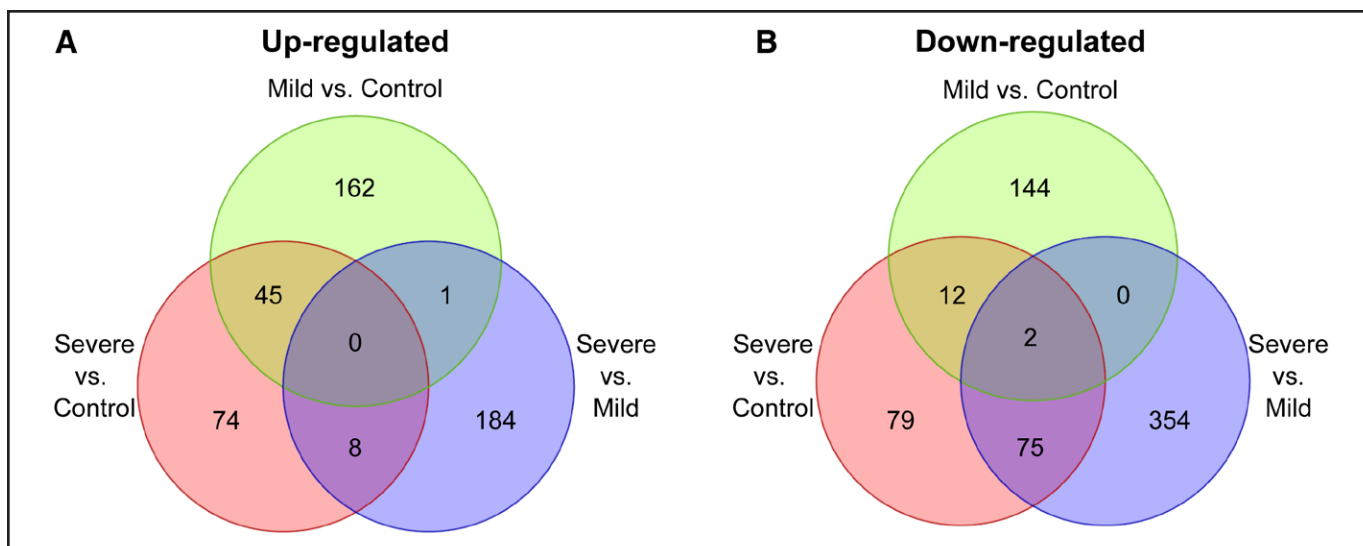 A Up-regulated
Mild vs. Control
162
45
1
0
Severe
vs.
Control
Severe
vs.
Mild
74
184
8
B Down-regulated
Mild vs. Control
144
12
0
2
Severe
vs.
Control
Severe
vs.
Mild
79
354
75